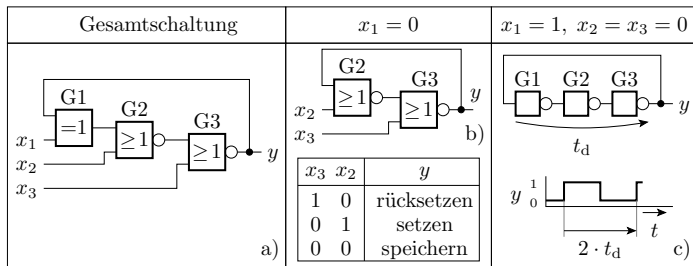 Gesamtschaltung
G1
=1
G2
≥1
G3
≥1
x₁
x₂
x₃
y
a)
x₁ = 0
G2
≥1
G3
≥1
x₂
x₃
y
b)
x₃ x₂ y
1 0 rücksetzen
0 1 setzen
0 0 speichern
x₁ = 1, x₂ = x₃ = 0
G1 G2 G3
y
t_d
y 1
0
t
2 · t_d
c)